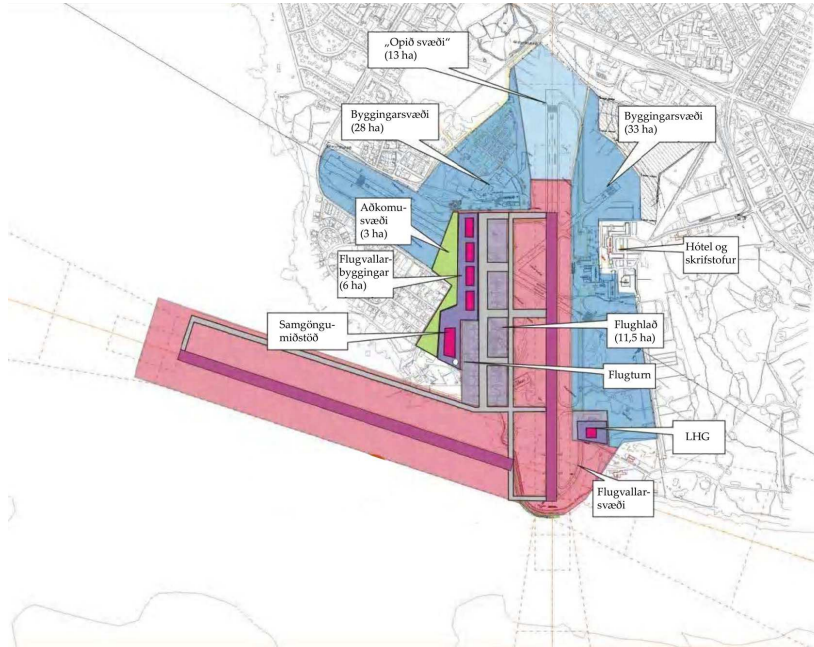 „Opið svæði“
(13 ha)
Byggingarsvæði
(28 ha)
Byggingarsvæði
(33 ha)
Aðkomu-
svæði
(3 ha)
Flugvallar-
byggingar
(6 ha)
Hótel og
skrifstofur
Samgöngu-
miðstöð
Flughlað
(11,5 ha)
Flugturn
LHG
Flugvallar-
svæði